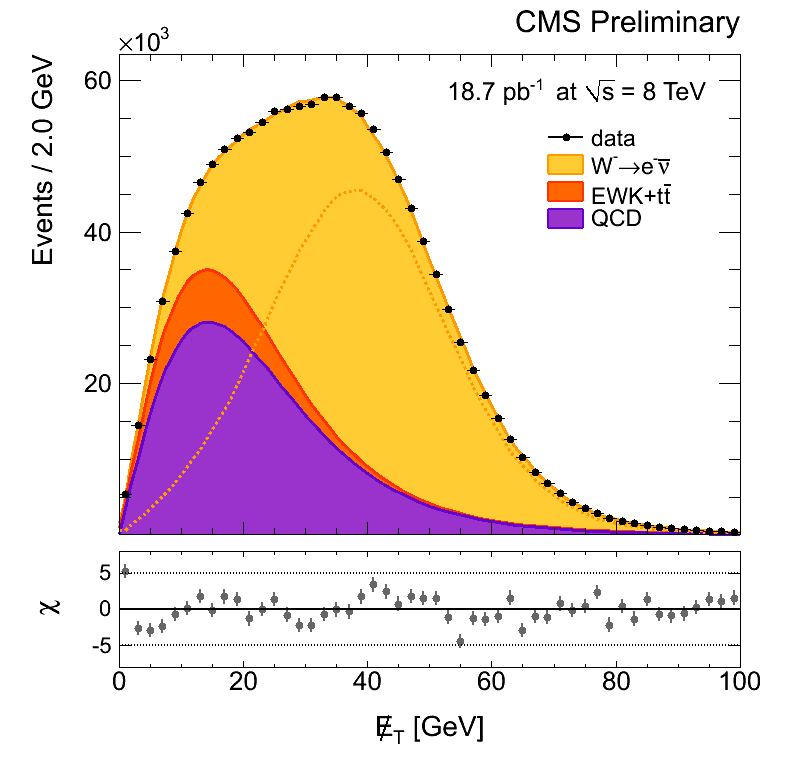 CMS Preliminary
×10³
18.7 pb⁻¹ at √s = 8 TeV
data
W⁻→e⁻ν̅
EWK+tt̅
QCD
Events / 2.0 GeV
60
40
20
χ
5
0
-5
0 20 40 60 80 100
E̸_T [GeV]